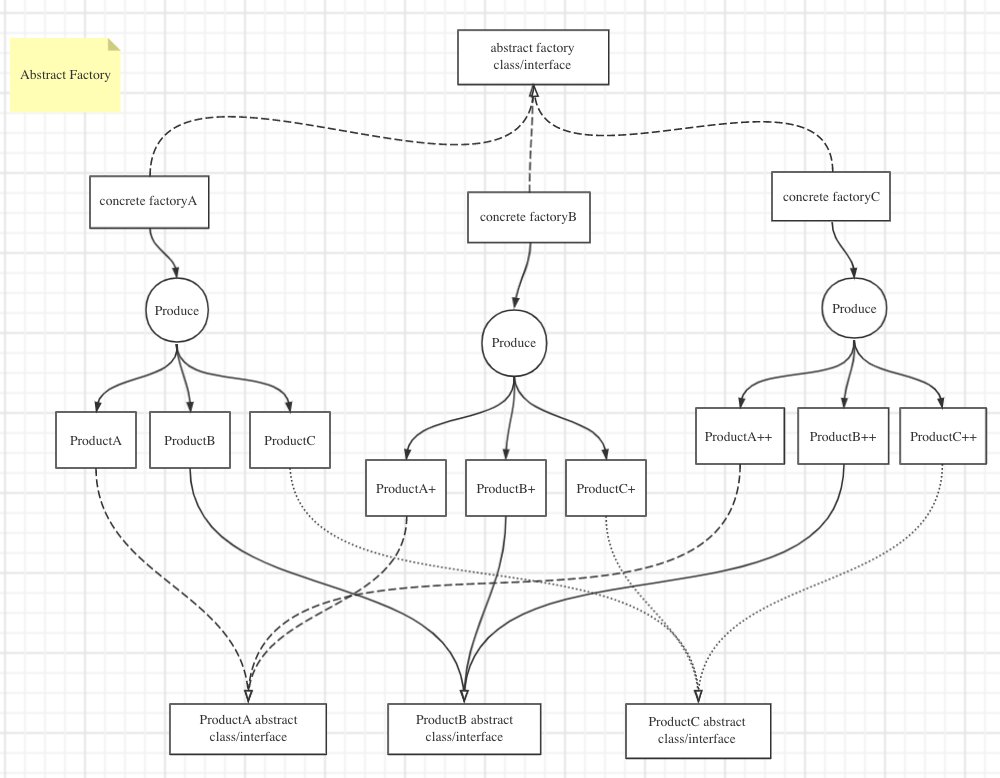 Abstract Factory
abstract factory
class/interface
concrete factoryA
concrete factoryB
concrete factoryC
Produce
Produce
Produce
ProductA
ProductB
ProductC
ProductA+
ProductB+
ProductC+
ProductA++
ProductB++
ProductC++
ProductA abstract
class/interface
ProductB abstract
class/interface
ProductC abstract
class/interface